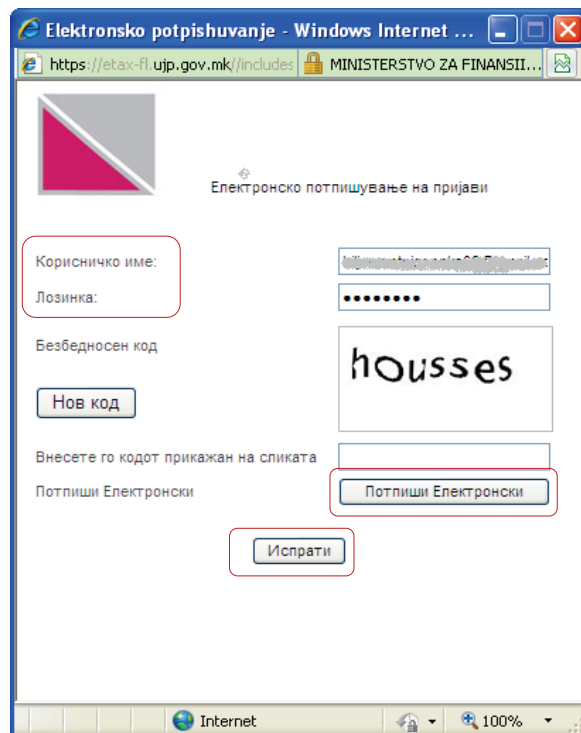 Elektronsko potpishuvanje - Windows Internet ...
https://etax-fl.ujp.gov.mk//includes MINISTERSTVO ZA FINANSII...
Електронско потпишување на пријави
Корисничко име:
Лозинка: ••••••••
Безбедносен код
housses
Нов код
Внесете го кодот прикажан на сликата
Потпиши Електронски Потпиши Електронски
Испрати
Internet 100%